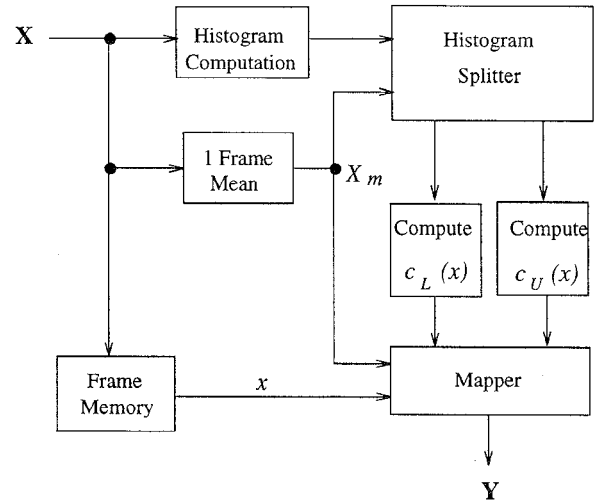 X
Histogram
Computation
Histogram
Splitter
1 Frame
Mean
X m
Compute
c L (x)
Compute
c U (x)
Frame
Memory
x
Mapper
Y